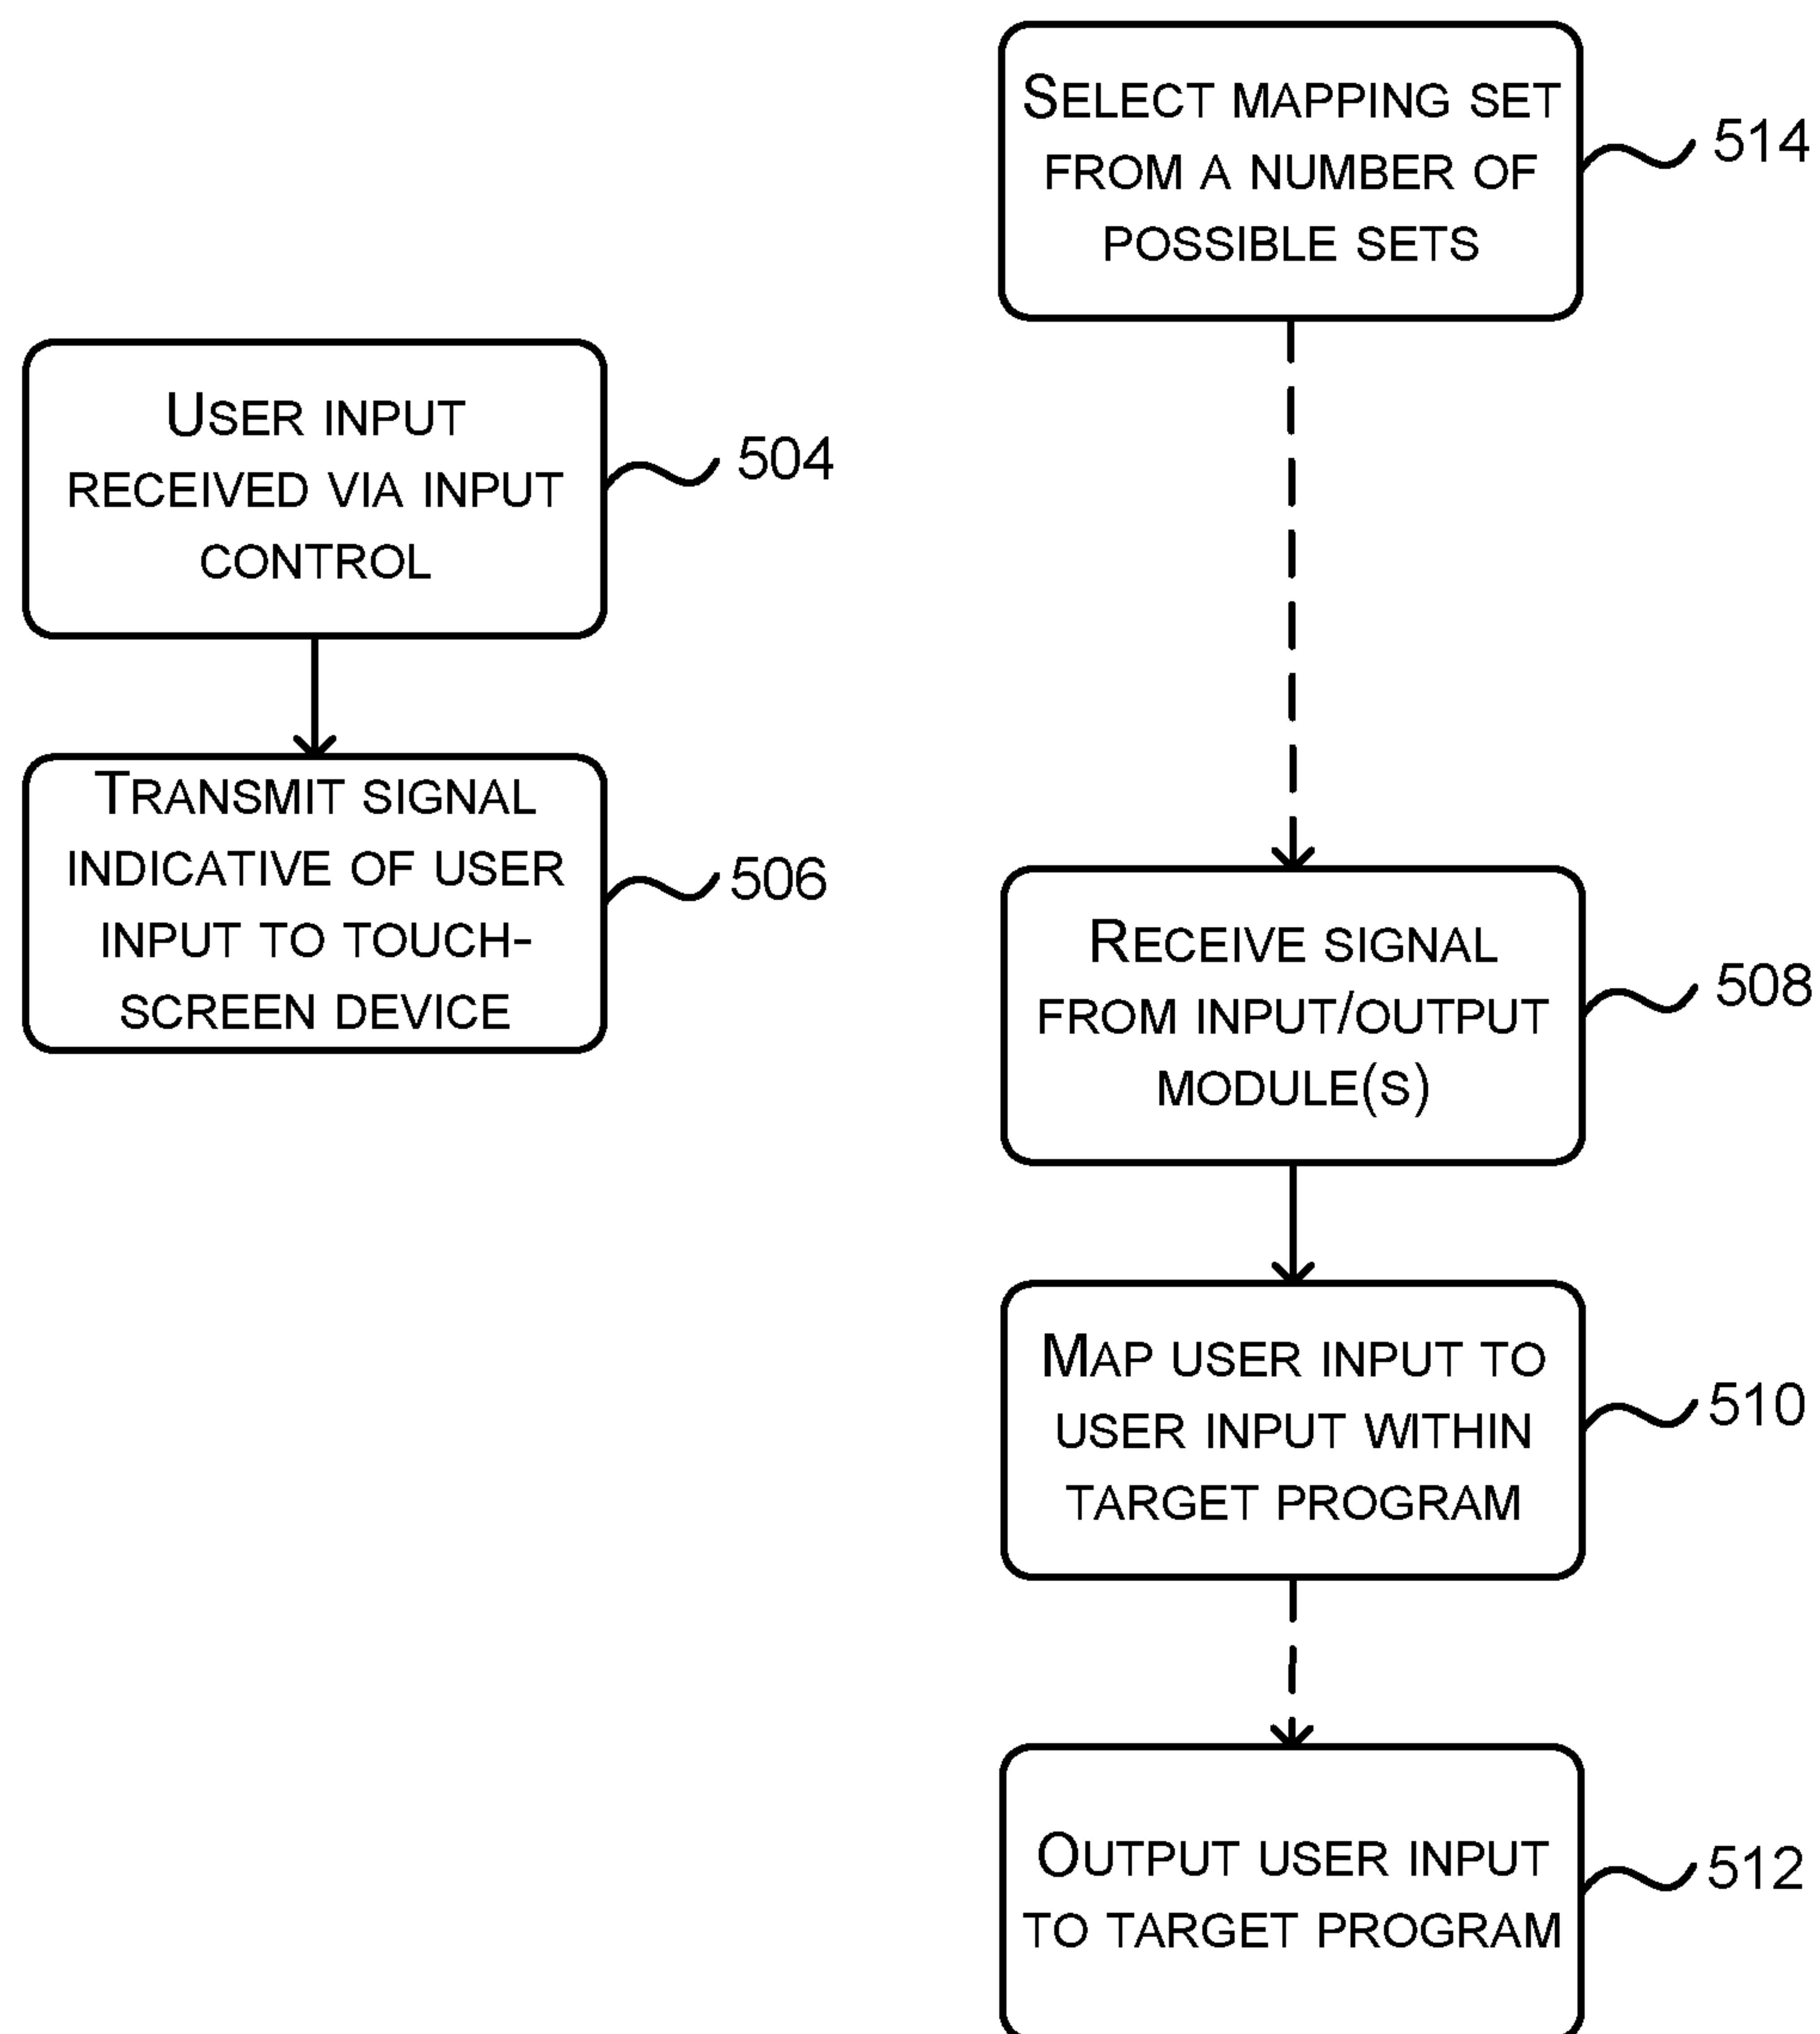 User input
received via input
control
504
Transmit signal
indicative of user
input to touch-
screen device
506
Select mapping set
from a number of
possible sets
514
Receive signal
from input/output
module(s)
508
Map user input to
user input within
target program
510
Output user input
to target program
512